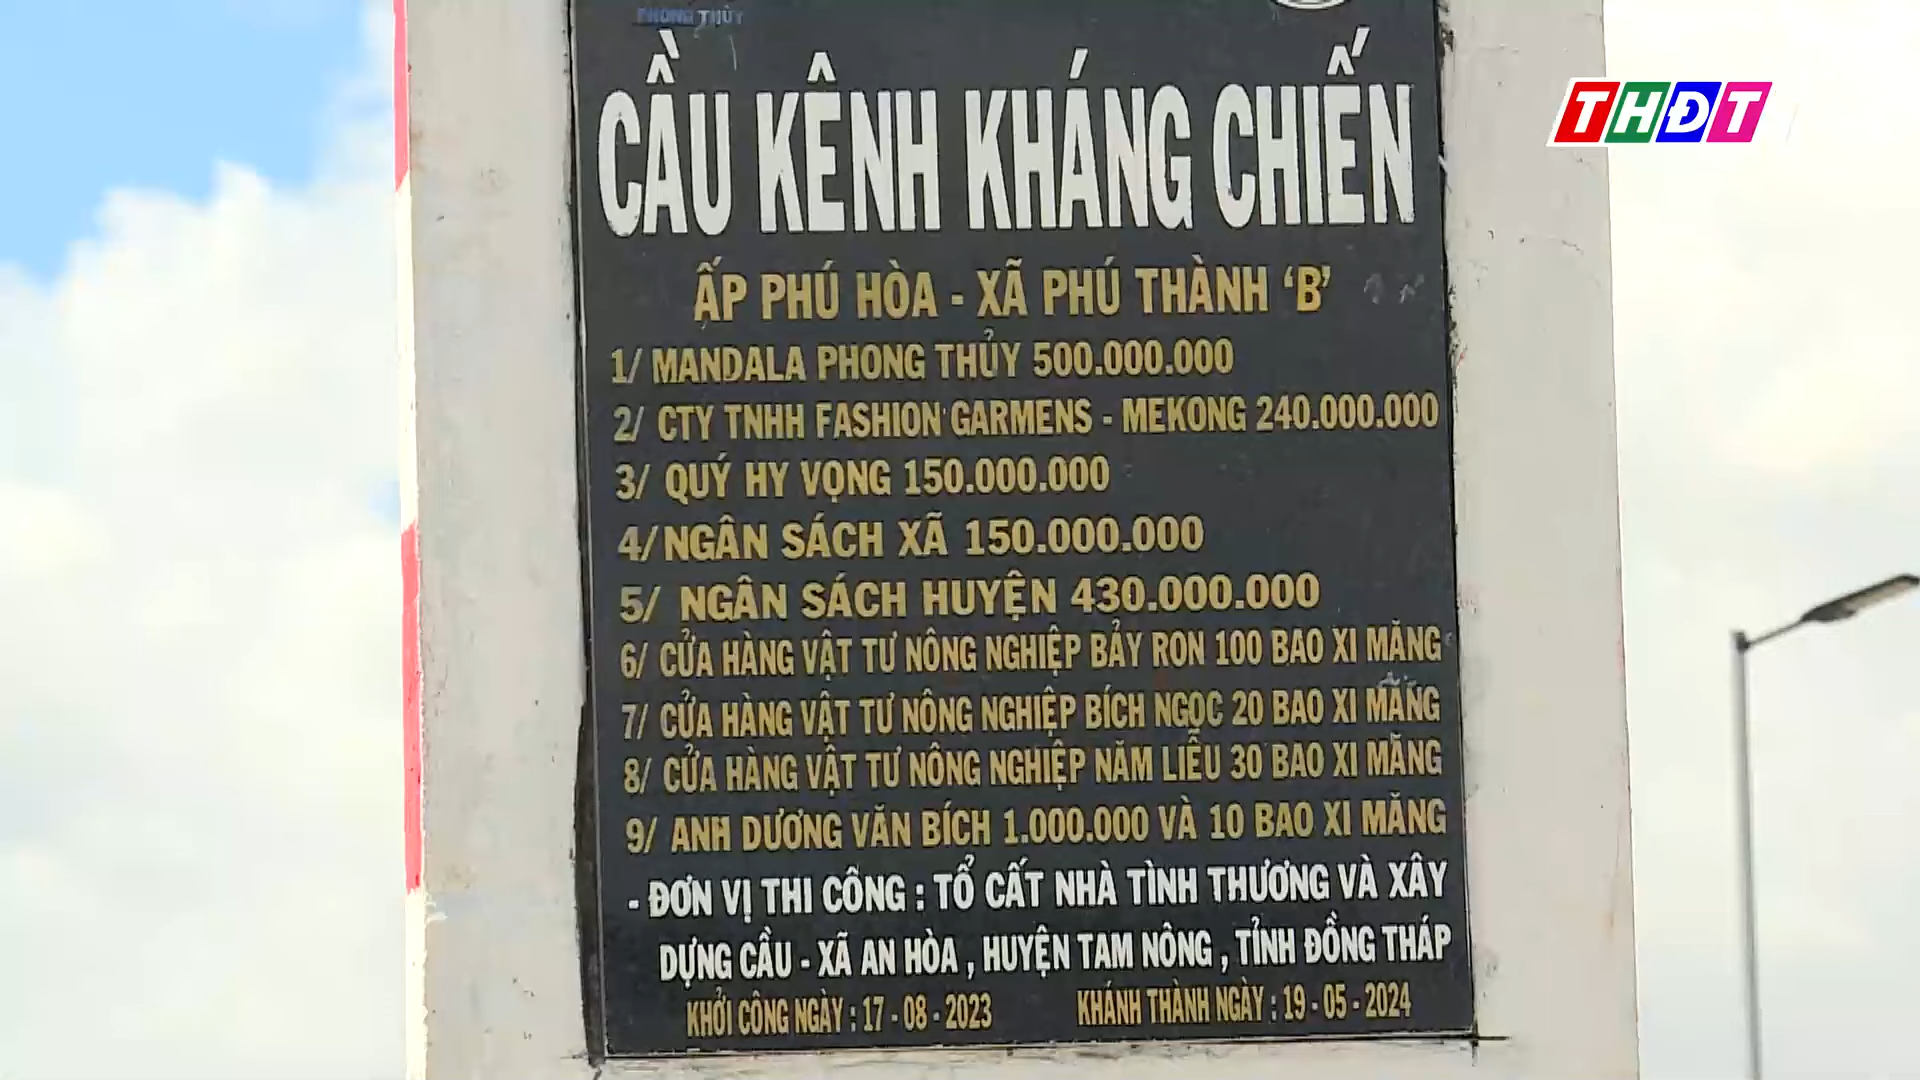 PHONG THỦY
THĐT
CẦU KÊNH KHÁNG CHIẾN
ẤP PHÚ HÒA - XÃ PHÚ THÀNH ‘B’
1/ MANDALA PHONG THỦY 500.000.000
2/ CTY TNHH FASHION GARMENS - MEKONG 240.000.000
3/ QUÝ HY VỌNG 150.000.000
4/ NGÂN SÁCH XÃ 150.000.000
5/ NGÂN SÁCH HUYỆN 430.000.000
6/ CỬA HÀNG VẬT TƯ NÔNG NGHIỆP BẢY RON 100 BAO XI MĂNG
7/ CỬA HÀNG VẬT TƯ NÔNG NGHIỆP BÍCH NGỌC 20 BAO XI MĂNG
8/ CỬA HÀNG VẬT TƯ NÔNG NGHIỆP NĂM LIỄU 30 BAO XI MĂNG
9/ ANH DƯƠNG VĂN BÍCH 1.000.000 VÀ 10 BAO XI MĂNG
- ĐƠN VỊ THI CÔNG : TỔ CẤT NHÀ TÌNH THƯƠNG VÀ XÂY
DỰNG CẦU - XÃ AN HÒA , HUYỆN TAM NÔNG , TỈNH ĐỒNG THÁP
KHỞI CÔNG NGÀY : 17 - 08 - 2023 KHÁNH THÀNH NGÀY : 19 - 05 - 2024